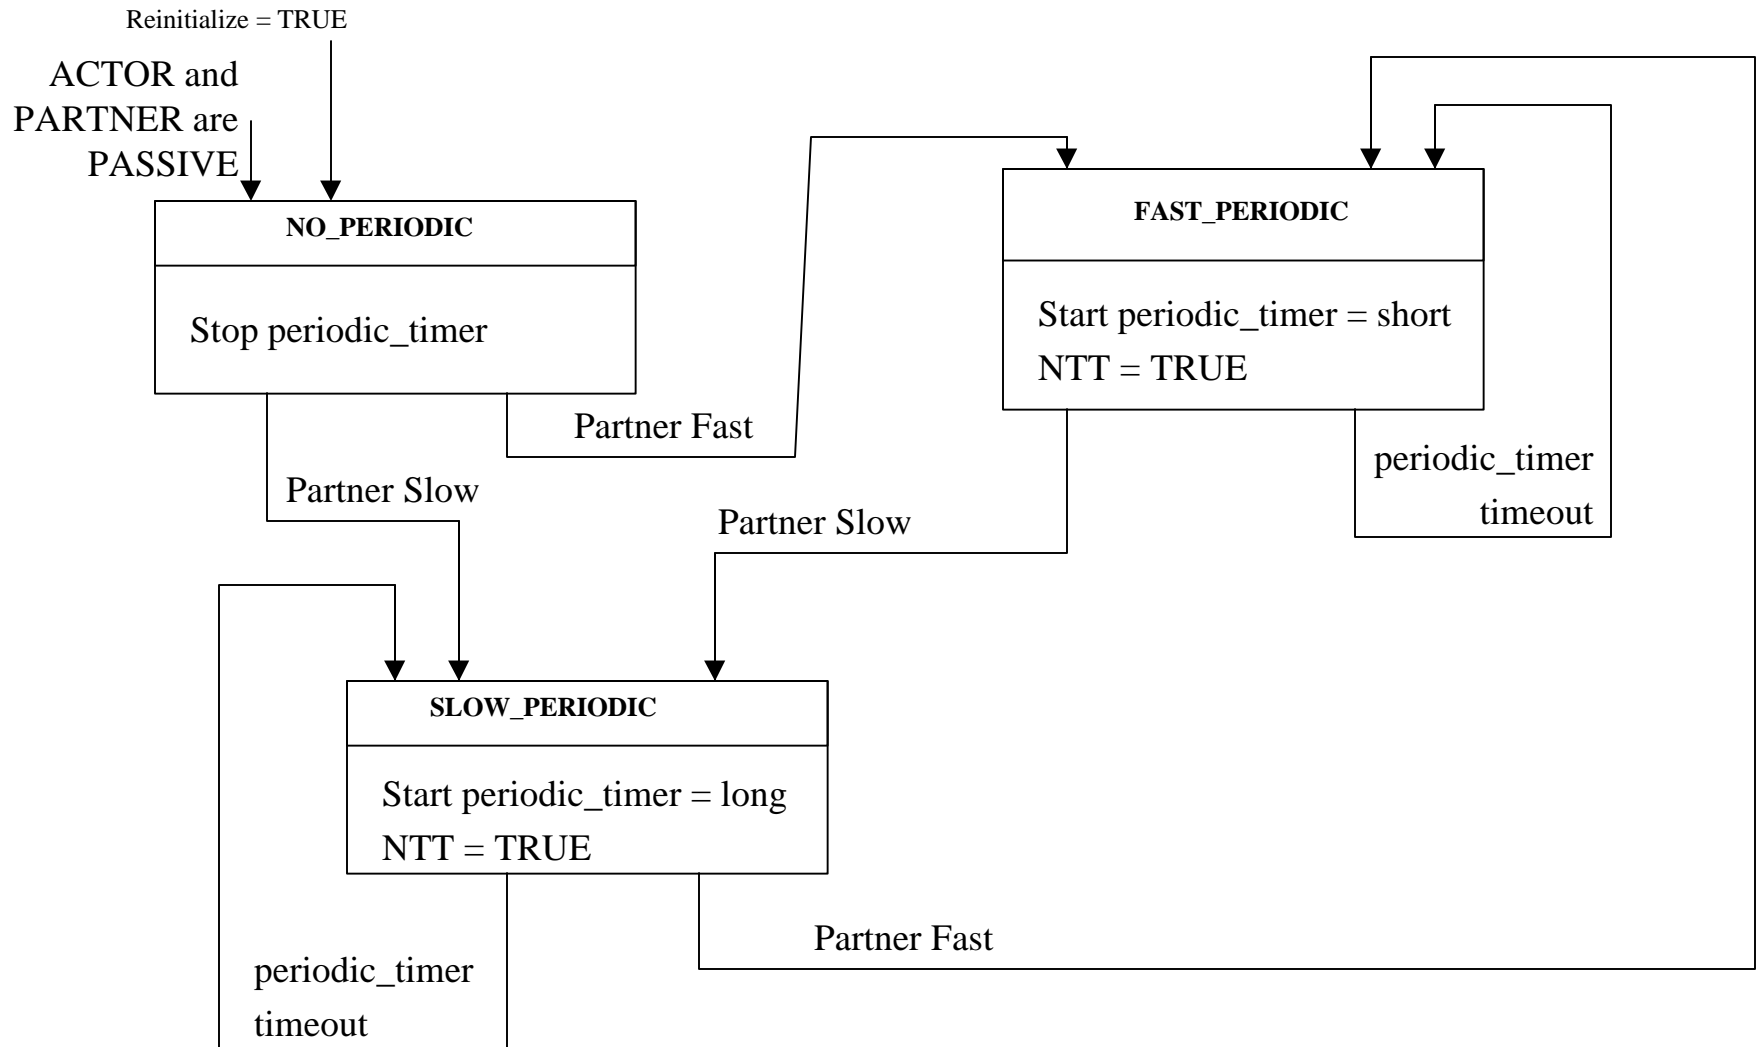 Reinitialize = TRUE
ACTOR and
PARTNER are
PASSIVE
NO_PERIODIC
Stop periodic_timer
FAST_PERIODIC
Start periodic_timer = short
NTT = TRUE
Partner Fast
periodic_timer
timeout
Partner Slow
Partner Slow
SLOW_PERIODIC
Start periodic_timer = long
NTT = TRUE
Partner Fast
periodic_timer
timeout